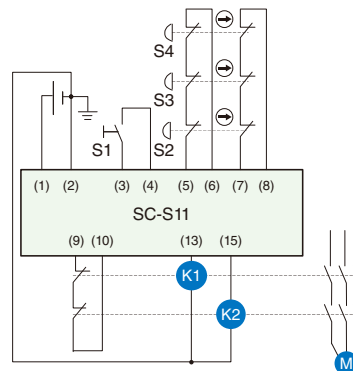 S4
S3
S1 S2
(1) (2) (3) (4) (5) (6) (7) (8)
SC-S11
(9) (10) (13) (15)
K1
K2
M